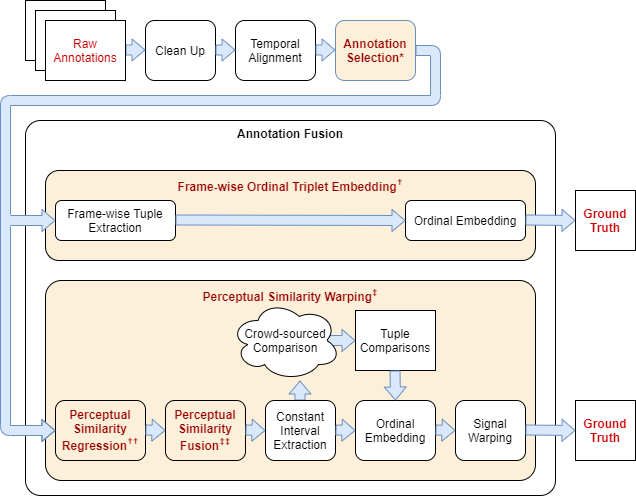 Raw
Annotations
Clean Up
Temporal
Alignment
Annotation
Selection*
Annotation Fusion
Frame-wise Ordinal Triplet Embedding†
Frame-wise Tuple
Extraction
Ordinal Embedding
Ground
Truth
Perceptual Similarity Warping‡
Crowd-sourced
Comparison
Tuple
Comparisons
Perceptual
Similarity
Regression††
Perceptual
Similarity
Fusion‡‡
Constant
Interval
Extraction
Ordinal
Embedding
Signal
Warping
Ground
Truth